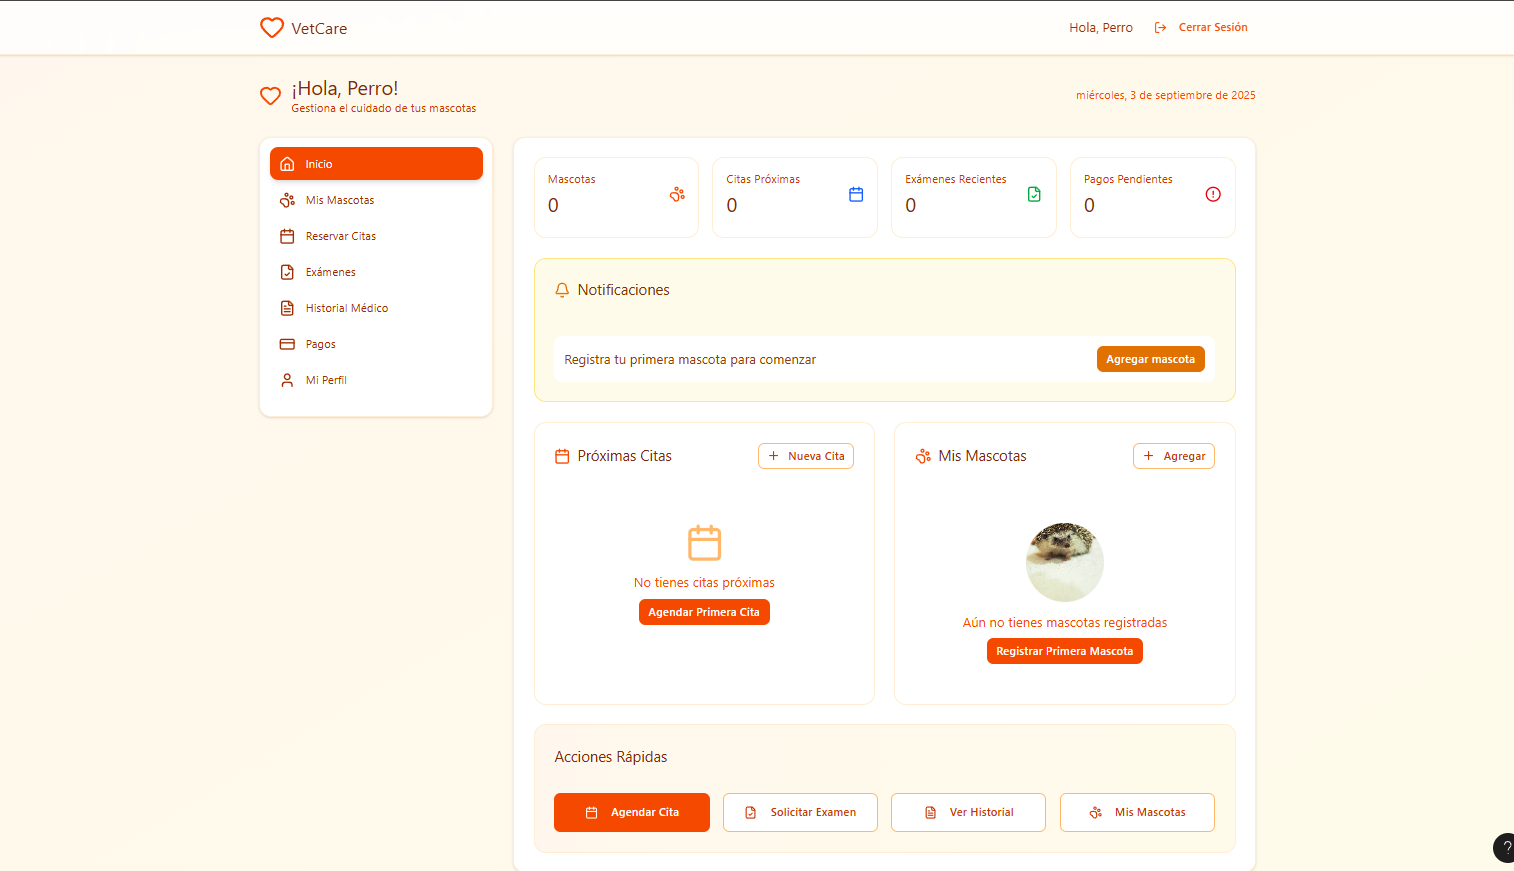 VetCare
Hola, Perro
Cerrar Sesión
¡Hola, Perro!
Gestiona el cuidado de tus mascotas
miércoles, 3 de septiembre de 2025
Inicio
Mis Mascotas
Reservar Citas
Exámenes
Historial Médico
Pagos
Mi Perfil
Mascotas
0
Citas Próximas
0
Exámenes Recientes
0
Pagos Pendientes
0
Notificaciones
Registra tu primera mascota para comenzar
Agregar mascota
Próximas Citas
+ Nueva Cita
No tienes citas próximas
Agendar Primera Cita
Mis Mascotas
+ Agregar
Aún no tienes mascotas registradas
Registrar Primera Mascota
Acciones Rápidas
Agendar Cita
Solicitar Examen
Ver Historial
Mis Mascotas
?